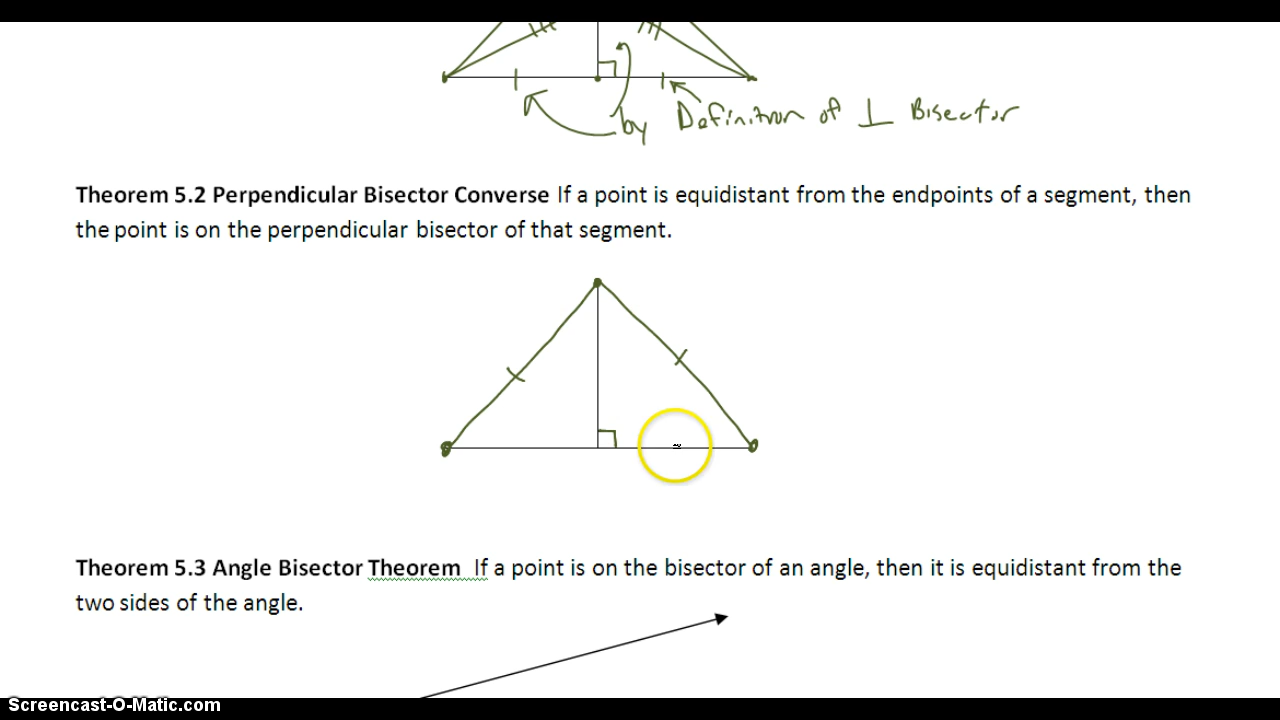 by Definition of ⊥ Bisector
Theorem 5.2 Perpendicular Bisector Converse If a point is equidistant from the endpoints of a segment, then
the point is on the perpendicular bisector of that segment.
Theorem 5.3 Angle Bisector Theorem If a point is on the bisector of an angle, then it is equidistant from the
two sides of the angle.
Screencast-O-Matic.com